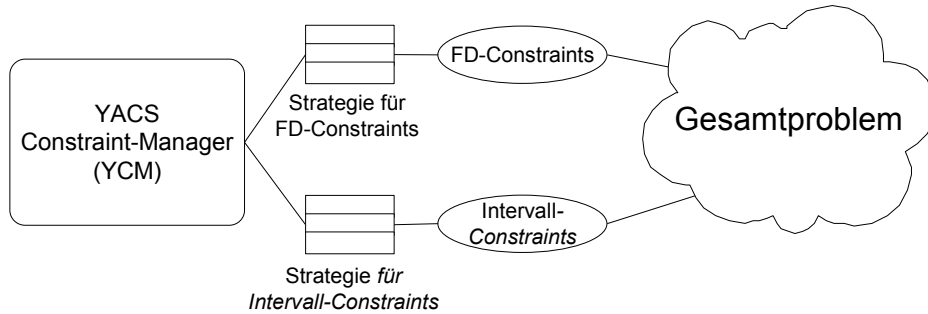 YACS
Constraint-Manager
(YCM)
Strategie für
FD-Constraints
FD-Constraints
Gesamtproblem
Strategie für
Intervall-Constraints
Intervall-
Constraints